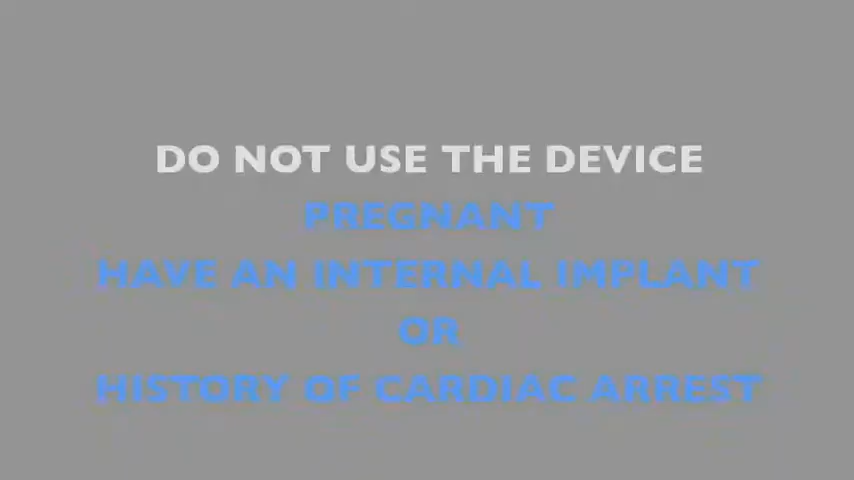 DO NOT USE THE DEVICE
PREGNANT
HAVE AN INTERNAL IMPLANT
OR
HISTORY OF CARDIAC ARREST